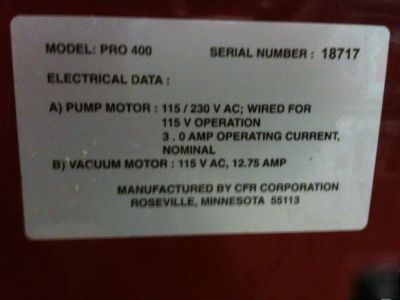 MODEL: PRO 400 SERIAL NUMBER : 18717
ELECTRICAL DATA :
A) PUMP MOTOR : 115 / 230 V AC; WIRED FOR
115 V OPERATION
3 . 0 AMP OPERATING CURRENT,
NOMINAL
B) VACUUM MOTOR : 115 V AC, 12.75 AMP
MANUFACTURED BY CFR CORPORATION
ROSEVILLE, MINNESOTA 55113